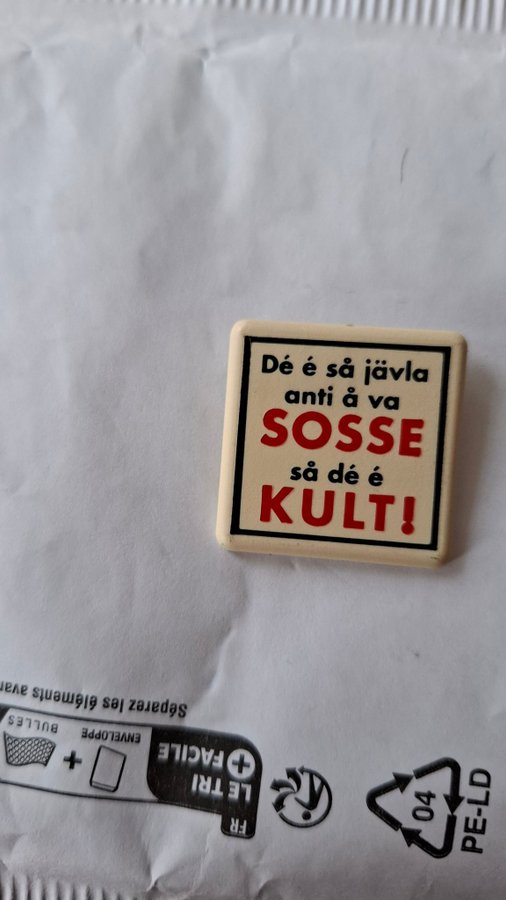 Dé é så jävla
anti å va
SOSSE
så dé é
KULT!
Séparez les éléments avan
BULLES
+
ENVELOPPE
FR
LE TRI
+ FACILE
04
PE-LD